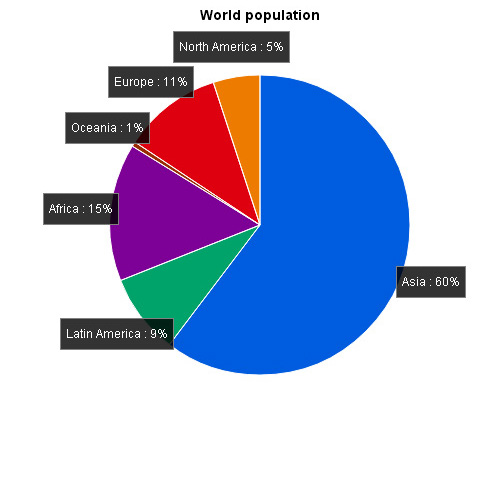 World population
North America : 5%
Europe : 11%
Oceania : 1%
Africa : 15%
Asia : 60%
Latin America : 9%